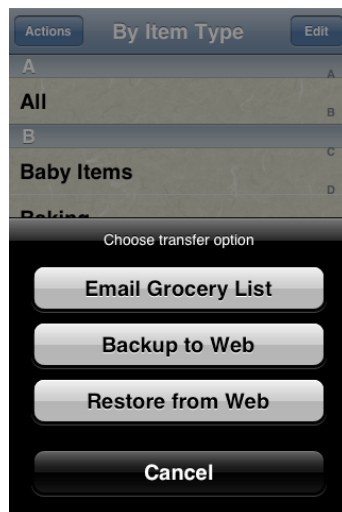 Actions By Item Type Edit
A
A
All
B
B
C
Baby Items
D
Baking
Choose transfer option
Email Grocery List
Backup to Web
Restore from Web
Cancel